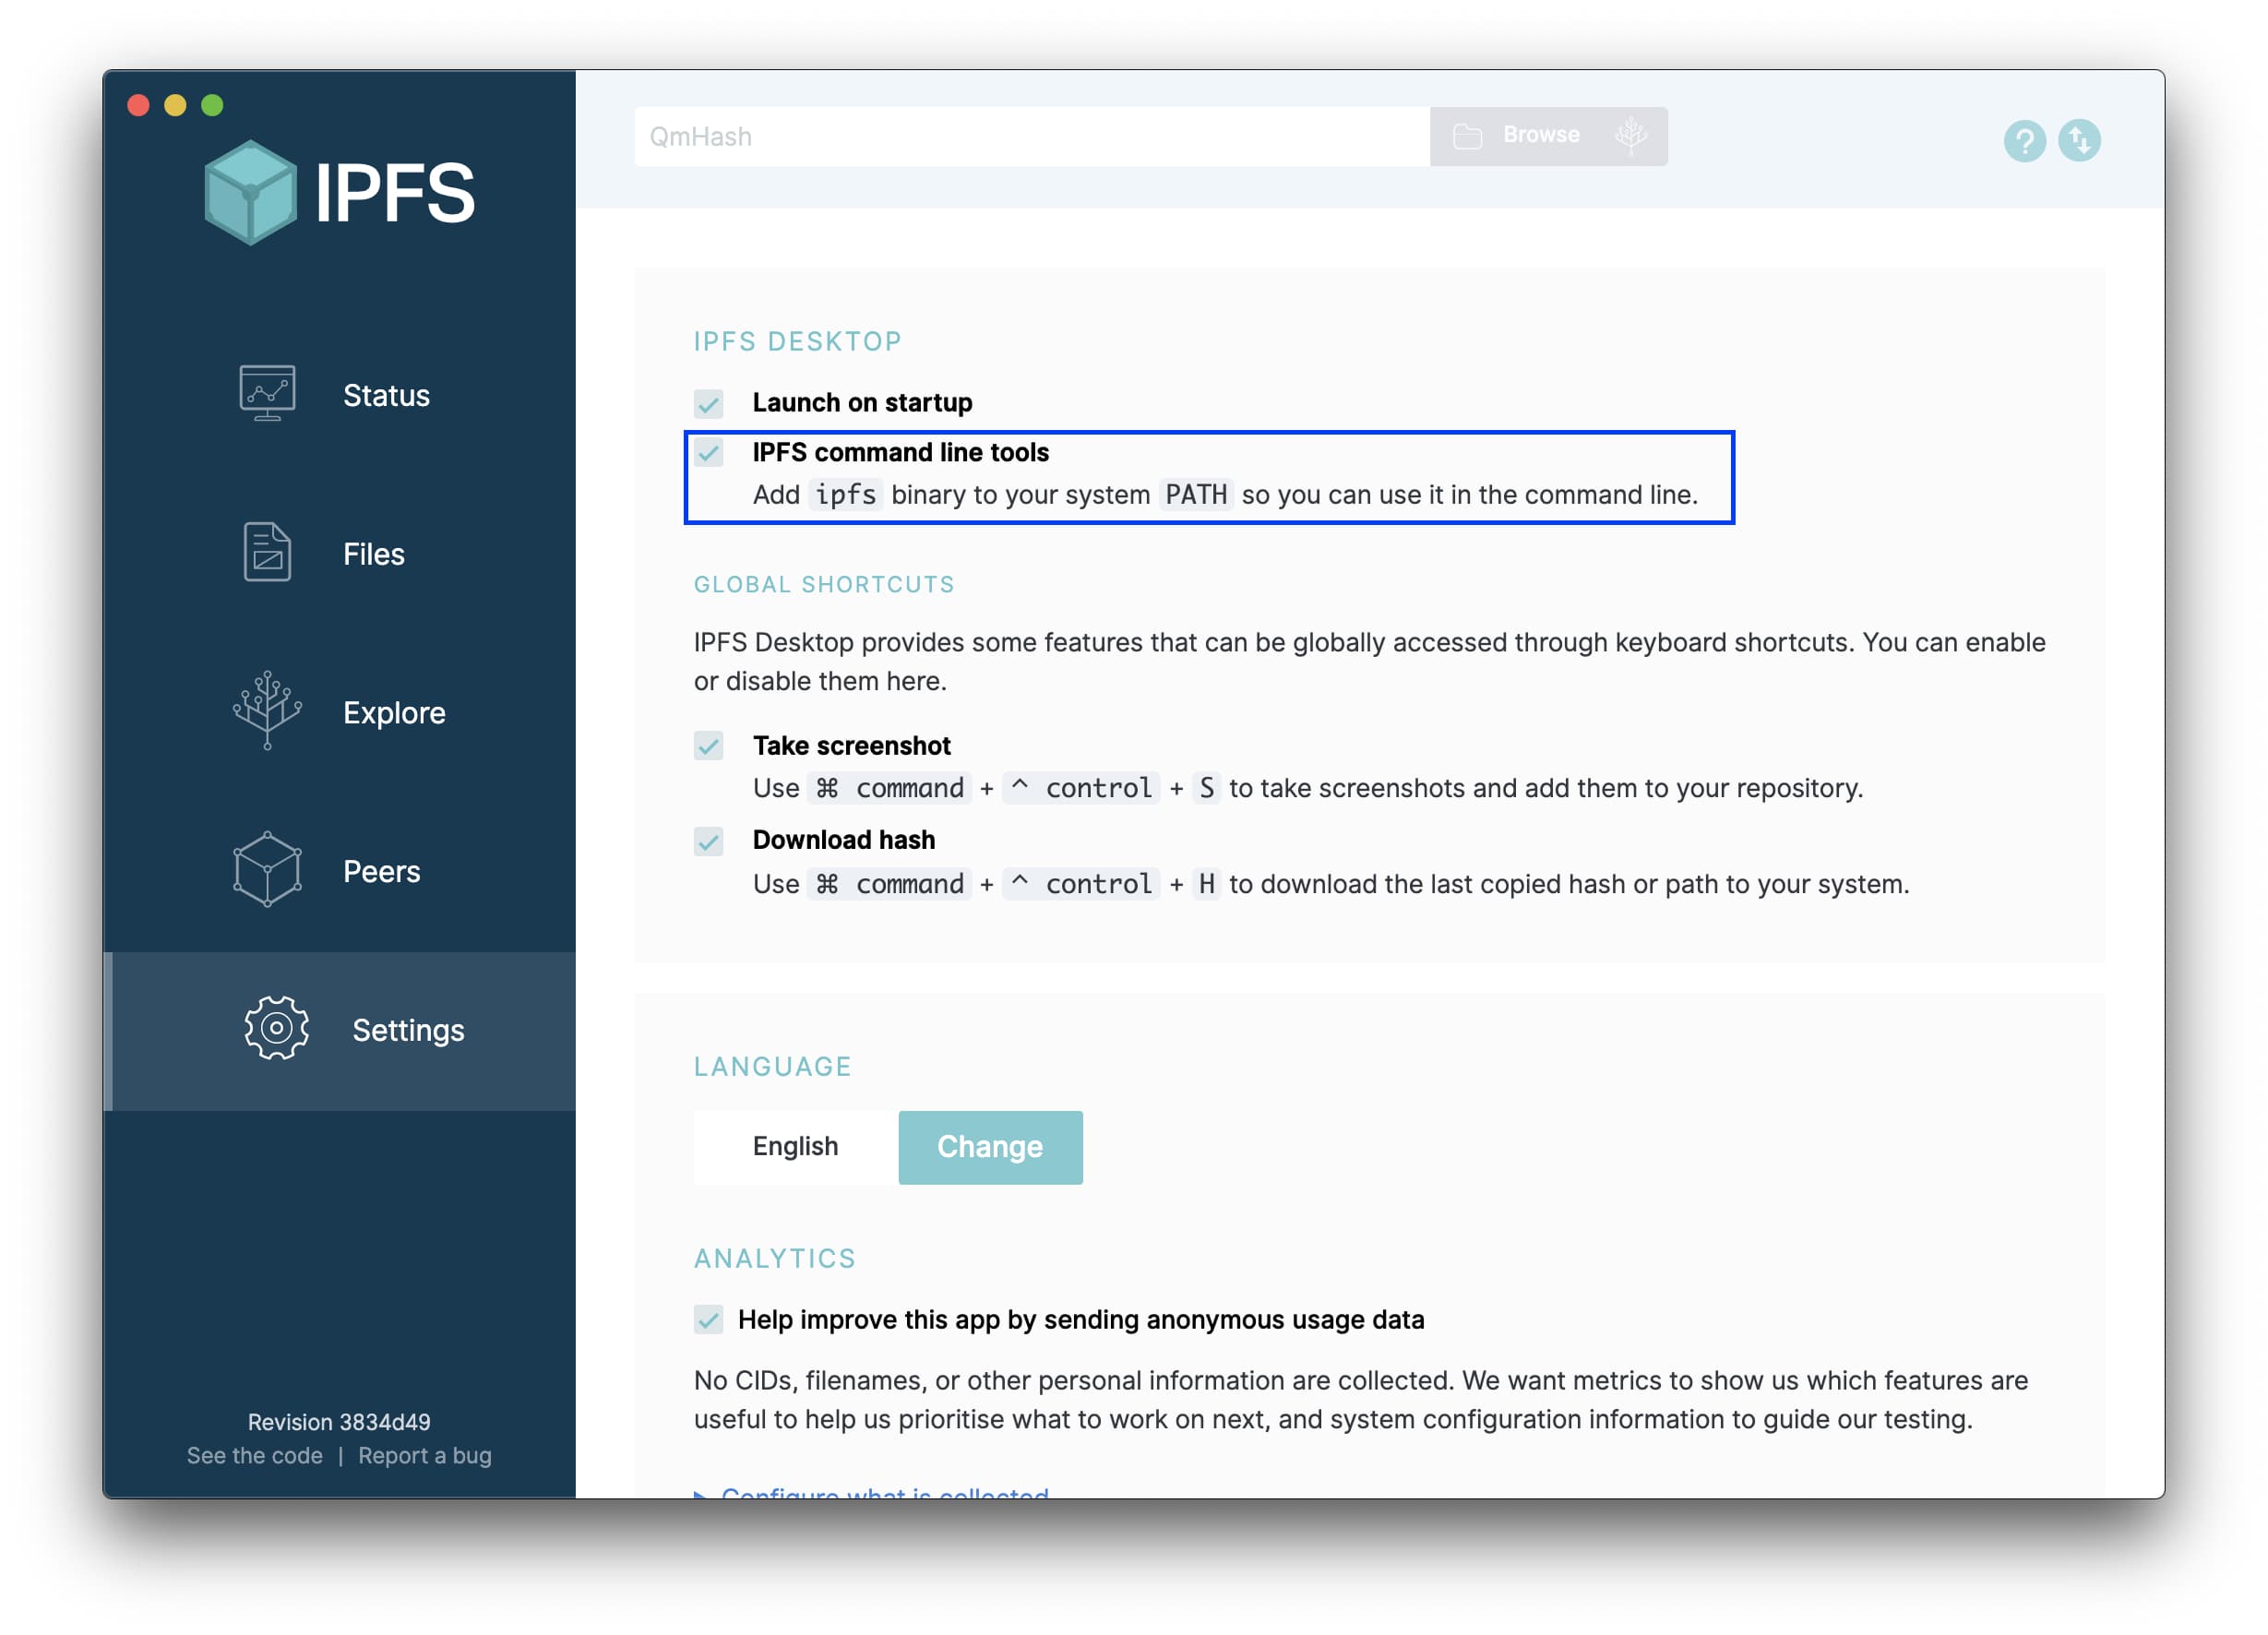 IPFS
QmHash
Browse
Status
Files
Explore
Peers
Settings
Revision 3834d49
See the code | Report a bug
IPFS DESKTOP
Launch on startup
IPFS command line tools
Add ipfs binary to your system PATH so you can use it in the command line.
GLOBAL SHORTCUTS
IPFS Desktop provides some features that can be globally accessed through keyboard shortcuts. You can enable
or disable them here.
Take screenshot
Use ⌘ command + ^ control + S to take screenshots and add them to your repository.
Download hash
Use ⌘ command + ^ control + H to download the last copied hash or path to your system.
LANGUAGE
English Change
ANALYTICS
Help improve this app by sending anonymous usage data
No CIDs, filenames, or other personal information are collected. We want metrics to show us which features are
useful to help us prioritise what to work on next, and system configuration information to guide our testing.
Configure what is collected